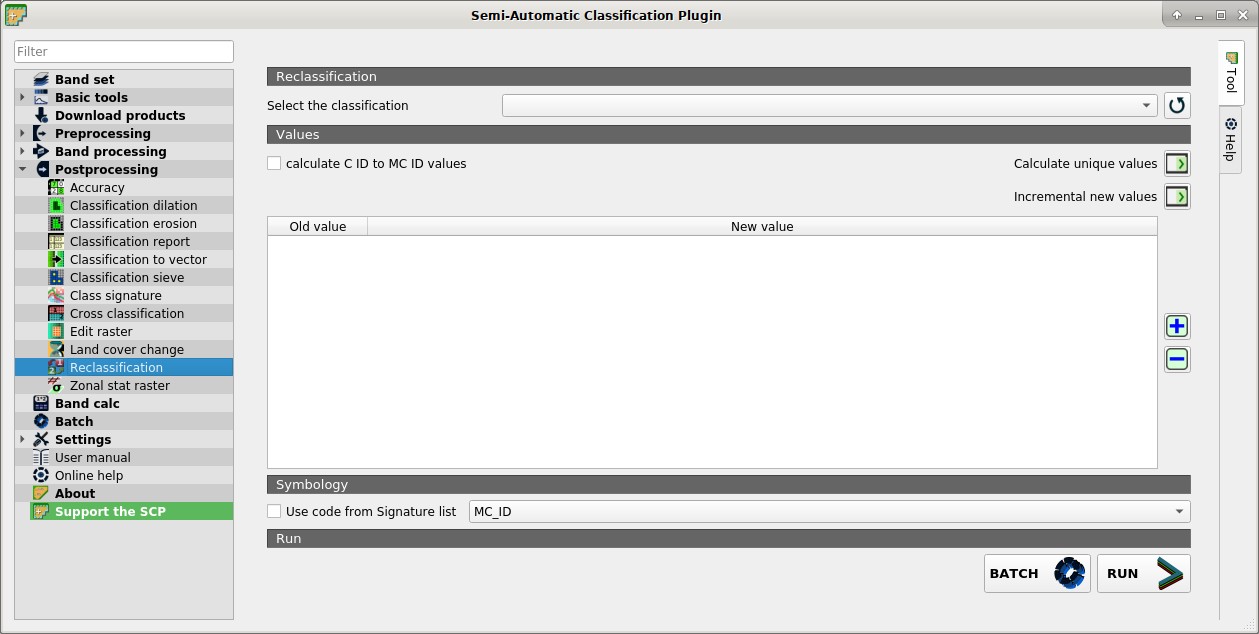 Semi-Automatic Classification Plugin
Filter
Band set
Basic tools
Download products
Preprocessing
Band processing
Postprocessing
Accuracy
Classification dilation
Classification erosion
Classification report
Classification to vector
Classification sieve
Class signature
Cross classification
Edit raster
Land cover change
Reclassification
Zonal stat raster
Band calc
Batch
Settings
User manual
Online help
About
Support the SCP
Reclassification
Select the classification
Values
calculate C ID to MC ID values
Calculate unique values
Incremental new values
Old value
New value
Symbology
Use code from Signature list
MC_ID
Run
BATCH
RUN
Tool
Help